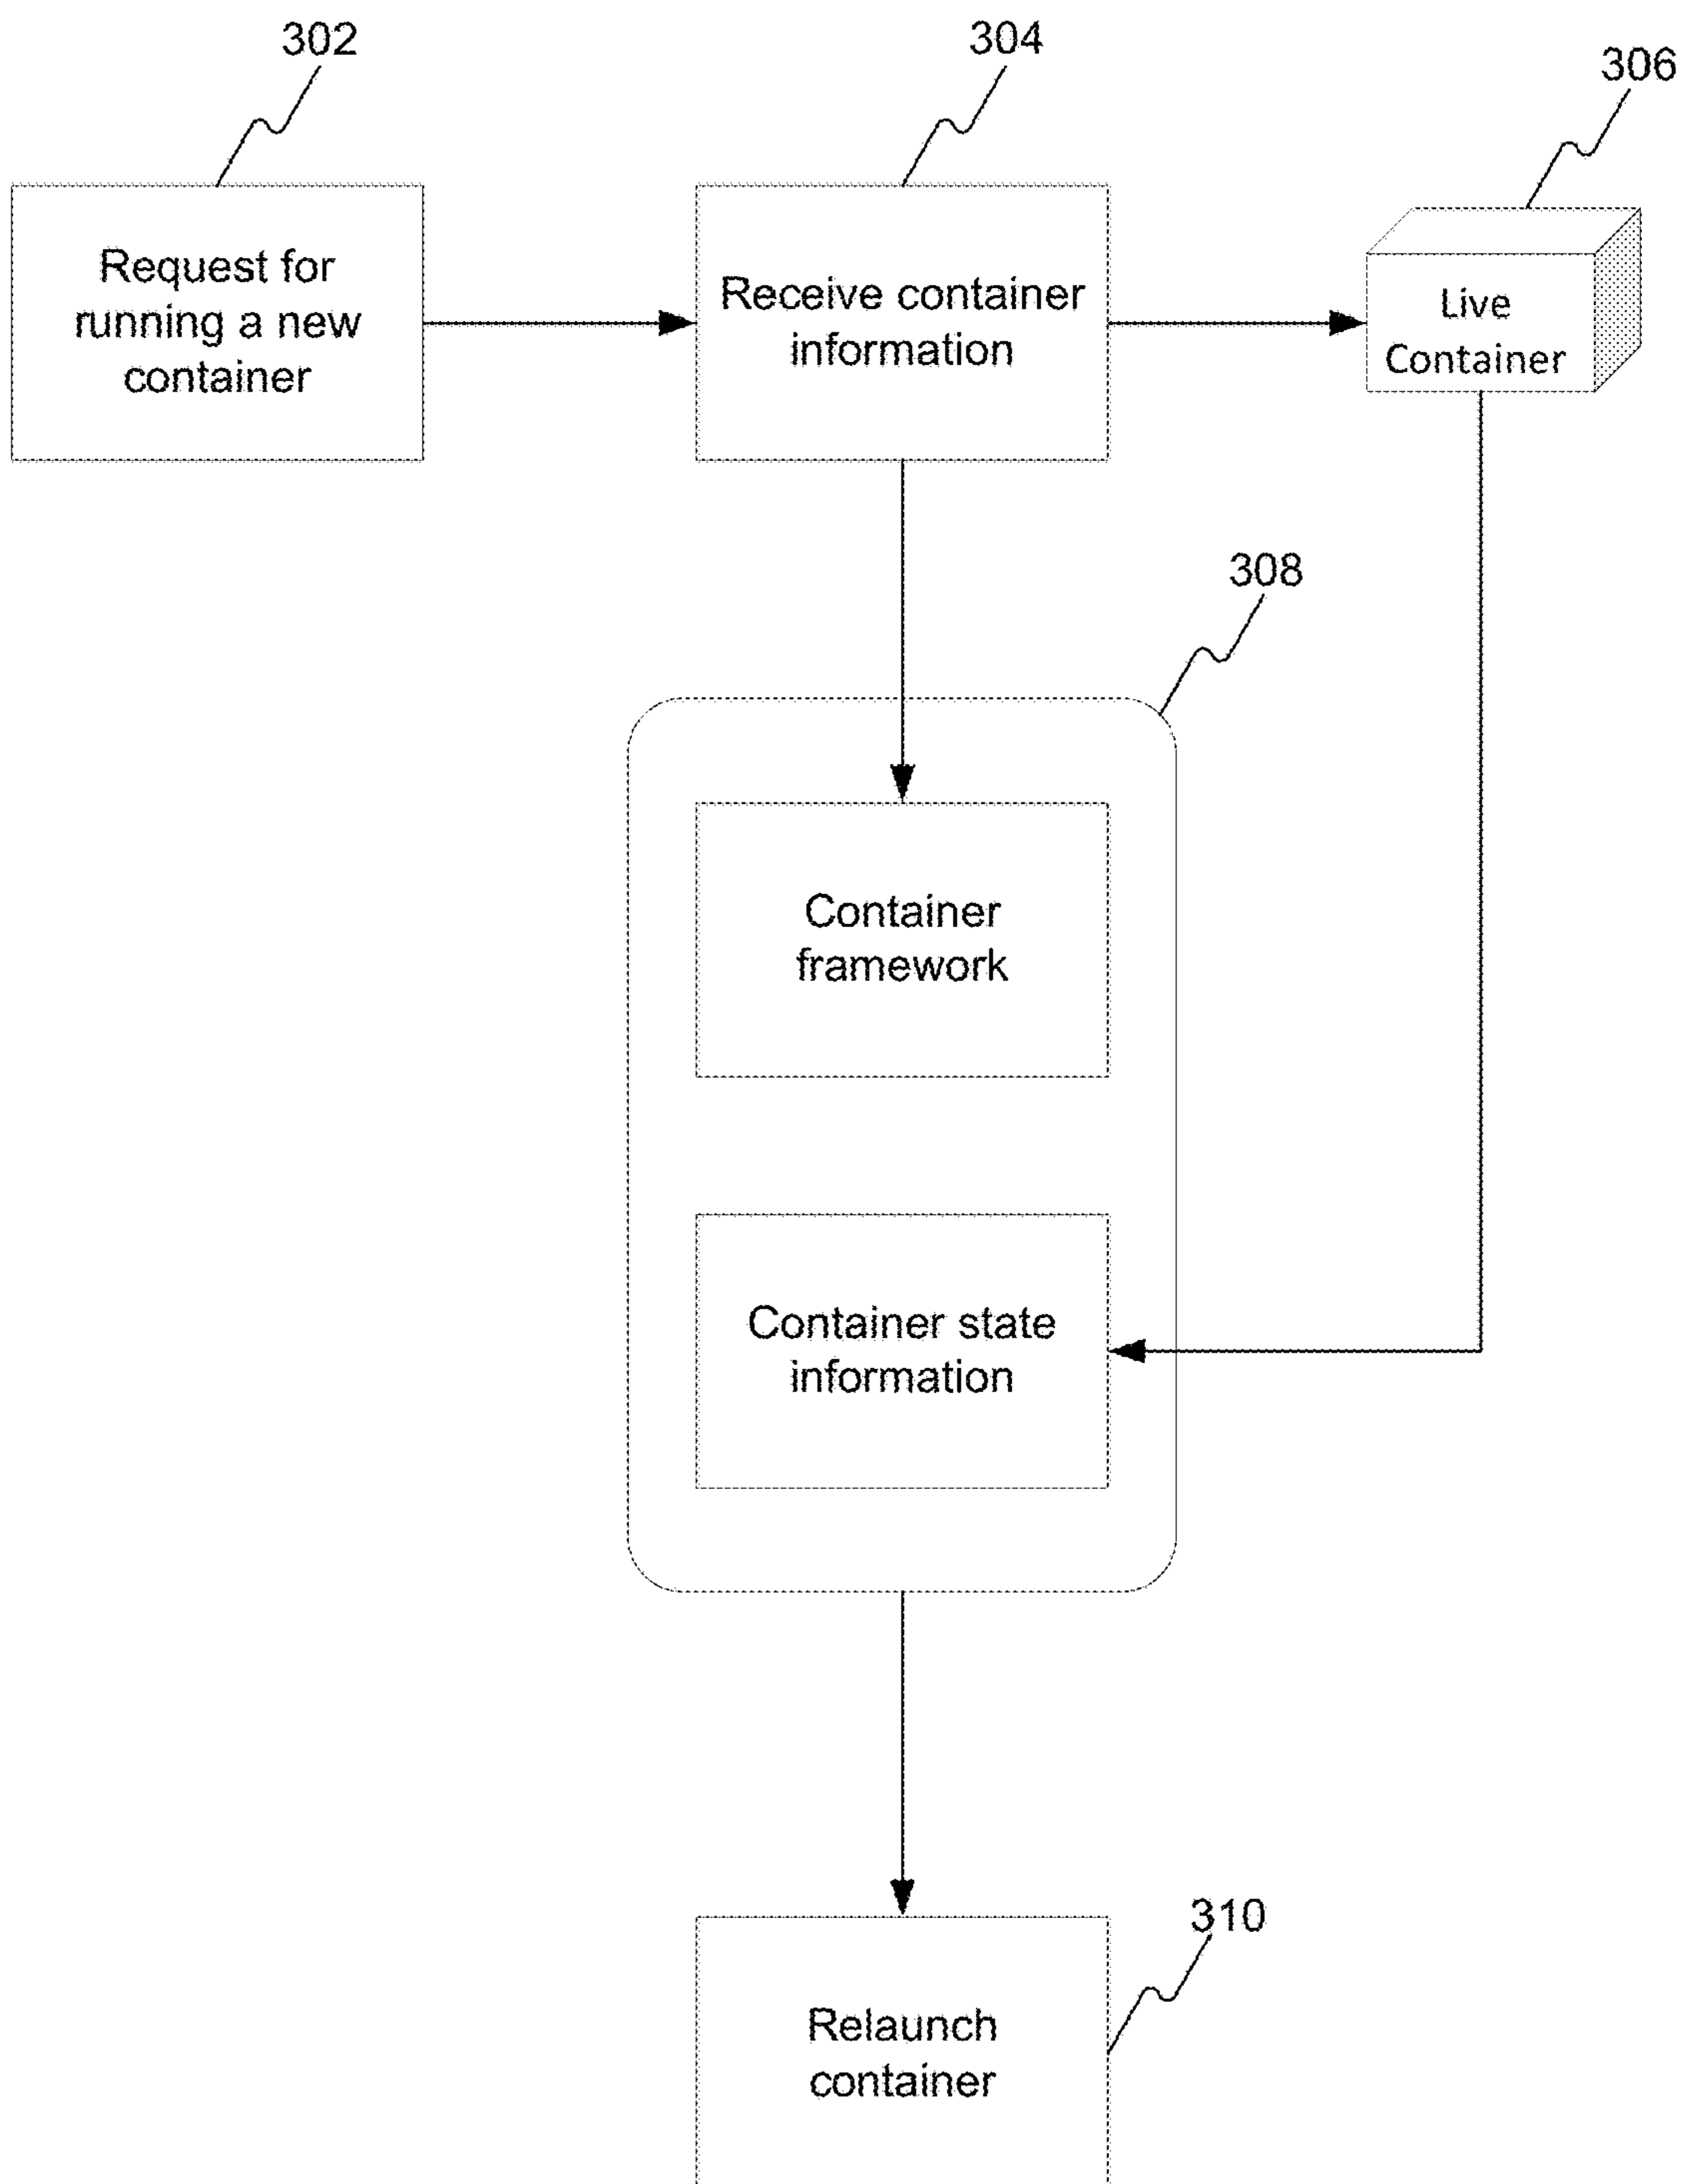 302
304
306
Request for
running a new
container
Receive container
information
Live
Container
308
Container
framework
Container state
information
310
Relaunch
container